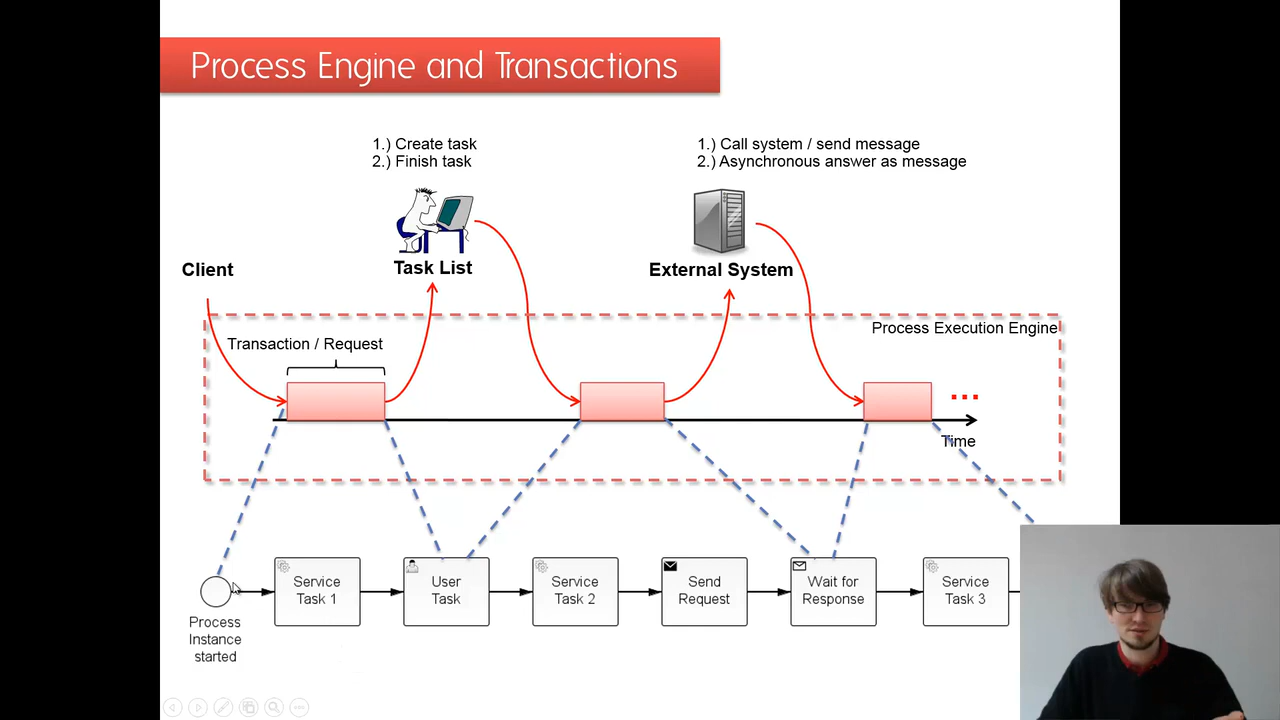 Process Engine and Transactions
1.) Create task
2.) Finish task
1.) Call system / send message
2.) Asynchronous answer as message
Client
Task List
External System
Process Execution Engine
Transaction / Request
...
Time
Process
Instance
started
Service
Task 1
User
Task
Service
Task 2
Send
Request
Wait for
Response
Service
Task 3